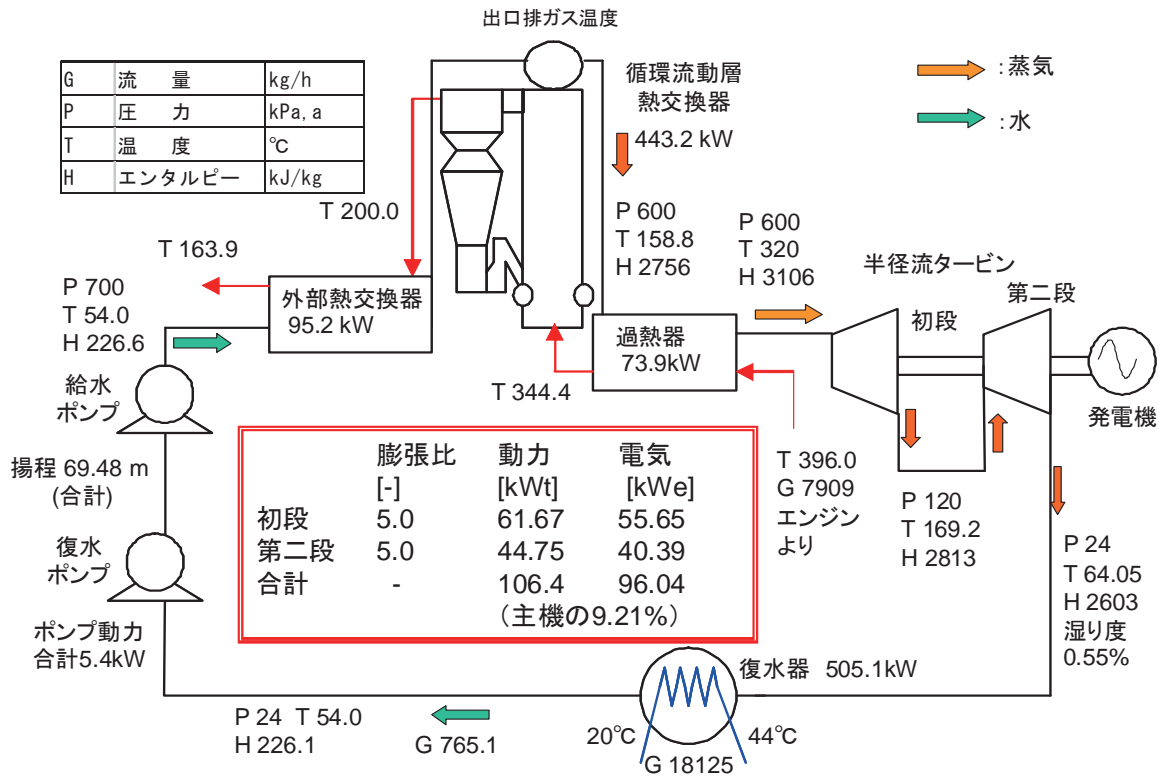 出口排ガス温度
G 流 量 kg/h
P 圧 力 kPa, a
T 温 度 ℃
H エンタルピー kJ/kg
循環流動層
熱交換器
443.2 kW
:蒸気
:水
T 200.0
T 163.9
P 700
T 54.0
H 226.6
外部熱交換器
95.2 kW
P 600
T 158.8
H 2756
P 600
T 320
H 3106
半径流タービン
初段
第二段
発電機
過熱器
73.9kW
T 344.4
T 396.0
G 7909
エンジン
より
給水
ポンプ
揚程 69.48 m
(合計)
復水
ポンプ
ポンプ動力
合計5.4kW
膨張比 動力 電気
[-] [kWt] [kWe]
初段 5.0 61.67 55.65
第二段 5.0 44.75 40.39
合計 - 106.4 96.04
(主機の9.21%)
P 120
T 169.2
H 2813
P 24
T 64.05
H 2603
湿り度
0.55%
復水器 505.1kW
20℃ 44℃
G 18125
P 24 T 54.0
H 226.1
G 765.1